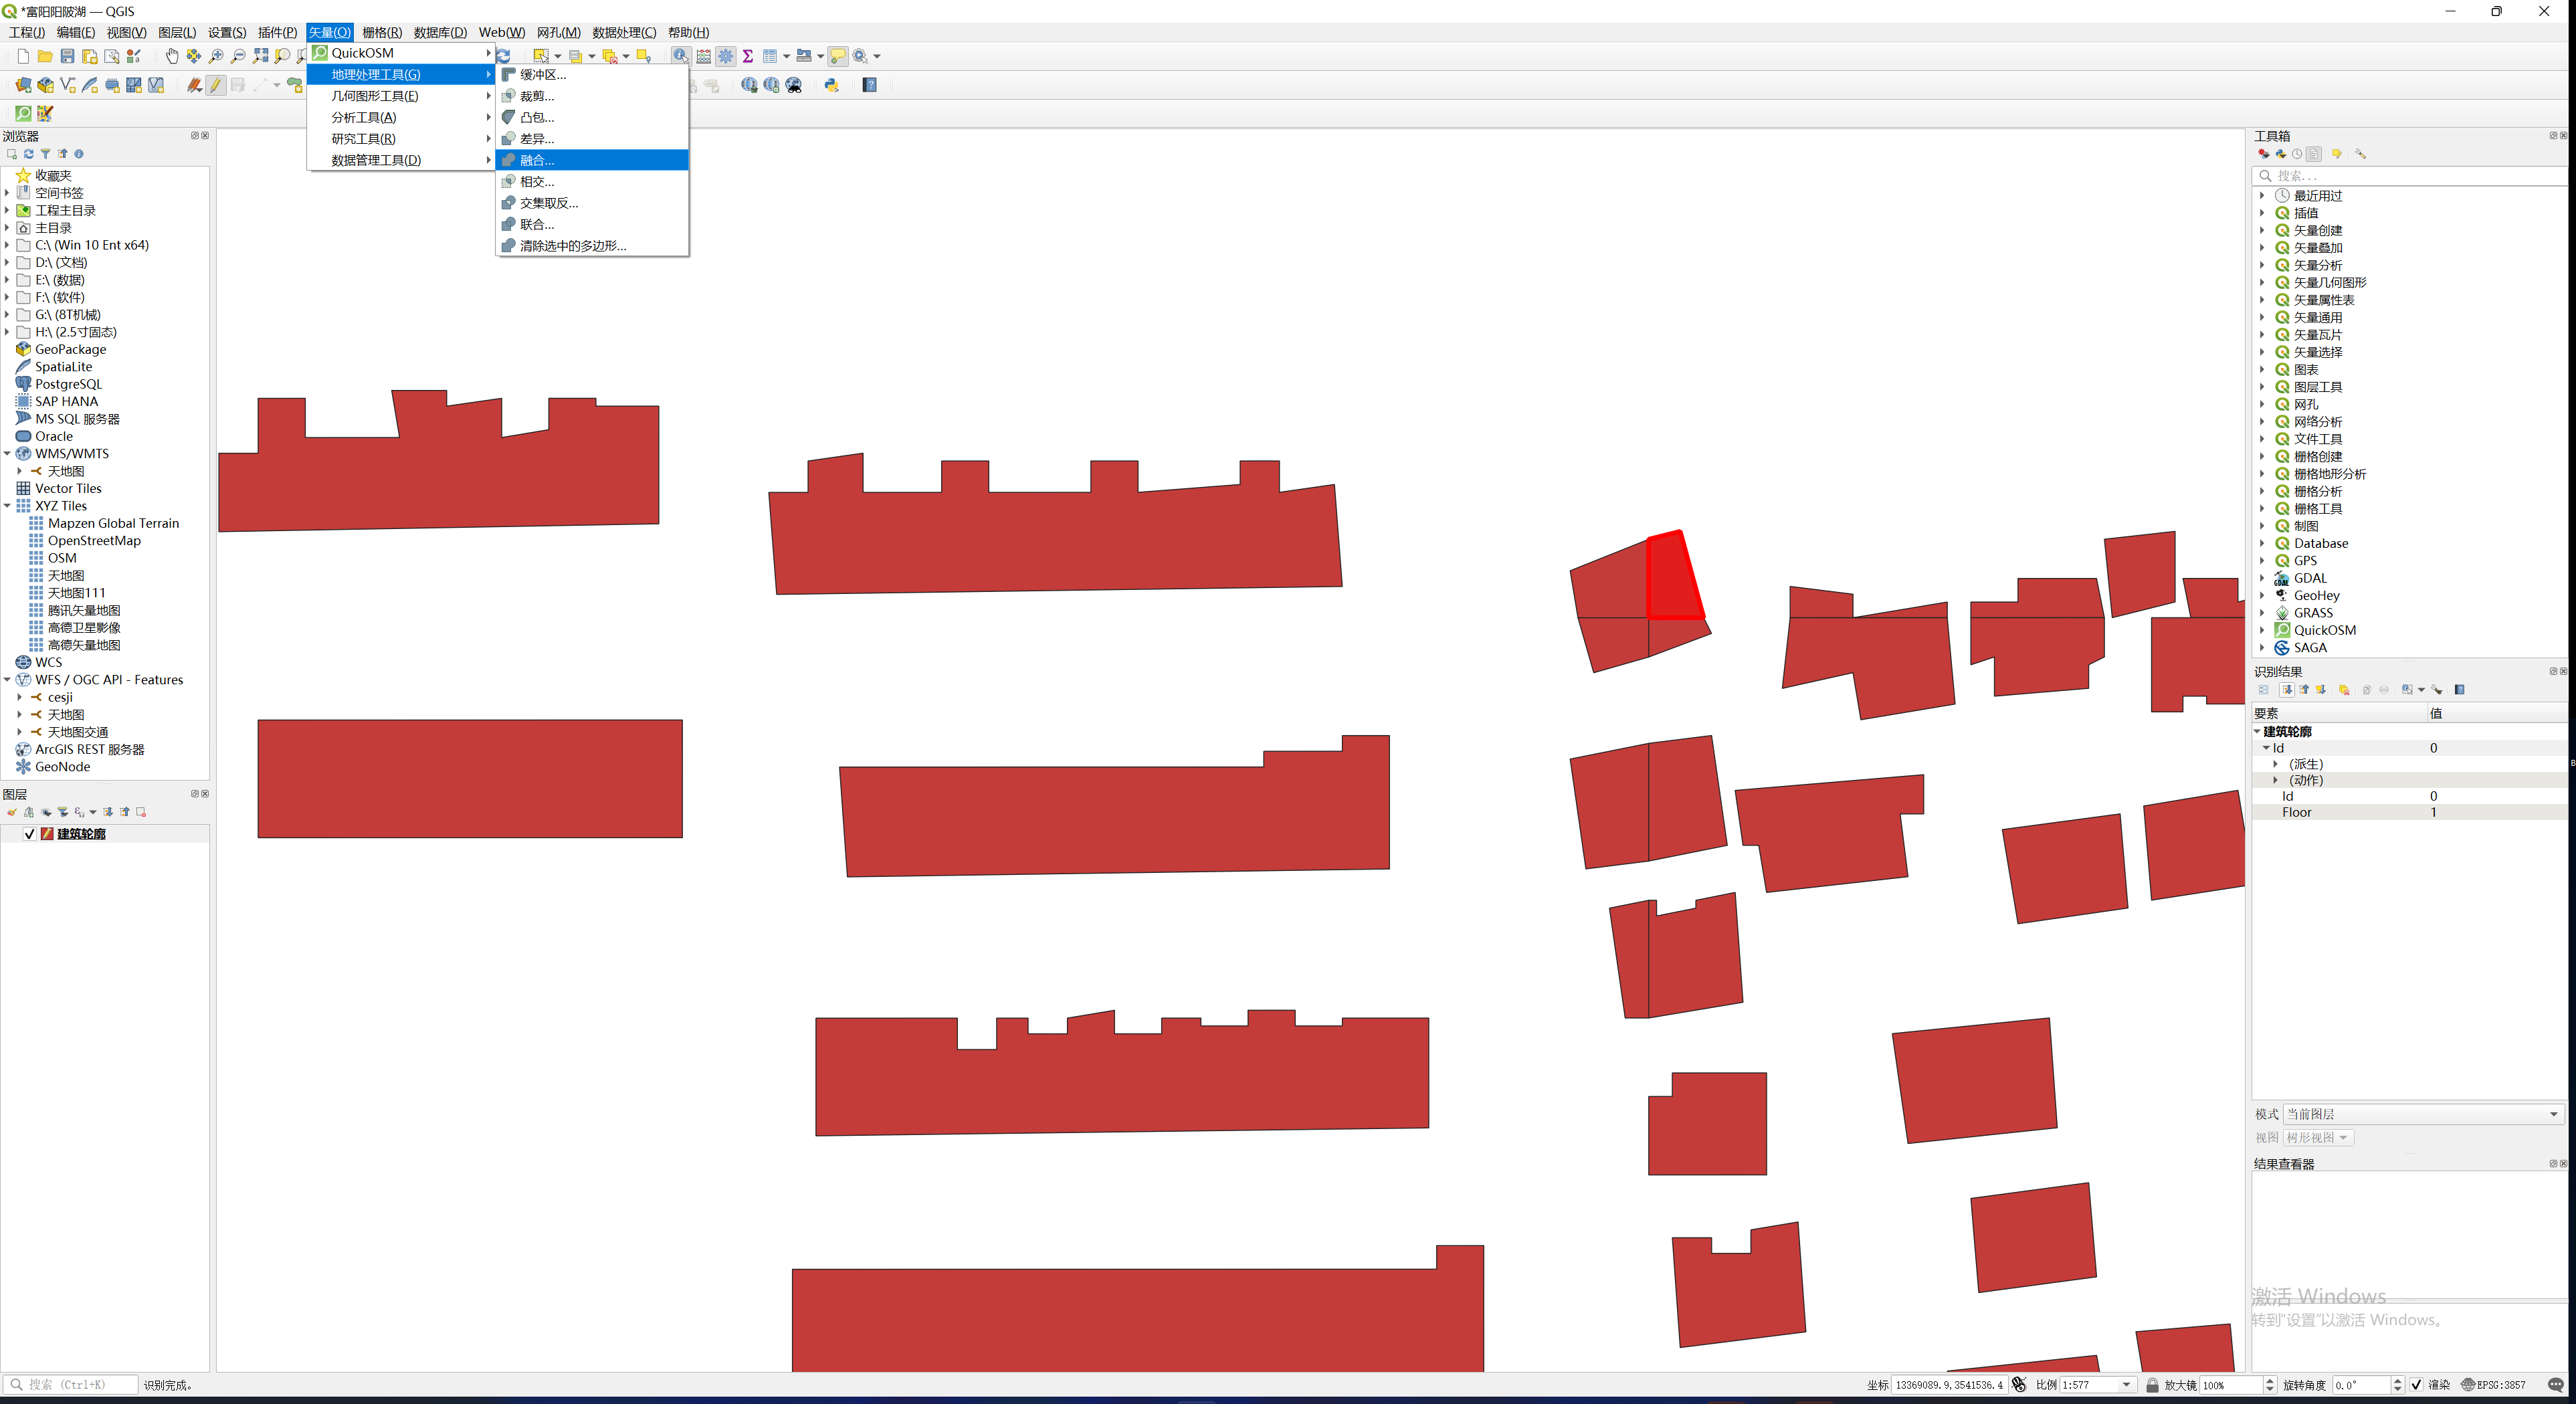 *富阳阳陂湖 — QGIS
工程(J) 编辑(E) 视图(V) 图层(L) 设置(S) 插件(P) 矢量(O) 栅格(R) 数据库(D) Web(W) 网孔(M) 数据处理(C) 帮助(H)
QuickOSM
地理处理工具(G)
几何图形工具(E)
分析工具(A)
研究工具(R)
数据管理工具(D)
缓冲区...
裁剪...
凸包...
差异...
融合...
相交...
交集取反...
联合...
清除选中的多边形...
浏览器
收藏夹
空间书签
工程主目录
主目录
C:\ (Win 10 Ent x64)
D:\ (文档)
E:\ (数据)
F:\ (软件)
G:\ (8T机械)
H:\ (2.5寸固态)
GeoPackage
SpatiaLite
PostgreSQL
SAP HANA
MS SQL 服务器
Oracle
WMS/WMTS
天地图
Vector Tiles
XYZ Tiles
Mapzen Global Terrain
OpenStreetMap
OSM
天地图
天地图111
腾讯矢量地图
高德卫星影像
高德矢量地图
WCS
WFS / OGC API - Features
cesji
天地图
天地图交通
ArcGIS REST 服务器
GeoNode
图层
建筑轮廓
工具箱
搜索...
最近用过
插值
矢量创建
矢量叠加
矢量分析
矢量几何图形
矢量属性表
矢量通用
矢量瓦片
矢量选择
图表
图层工具
网孔
网络分析
文件工具
栅格创建
栅格地形分析
栅格分析
栅格工具
制图
Database
GPS
GDAL
GeoHey
GRASS
QuickOSM
SAGA
识别结果
要素 值
建筑轮廓
Id 0
(派生)
(动作)
Id 0
Floor 1
模式 当前图层
视图 树形视图
结果查看器
激活 Windows
转到"设置"以激活 Windows。
搜索 (Ctrl+K) 识别完成。 坐标 13369089.9,3541536.4 比例 1:577 放大镜 100% 旋转角度 0.0° 渲染 EPSG:3857